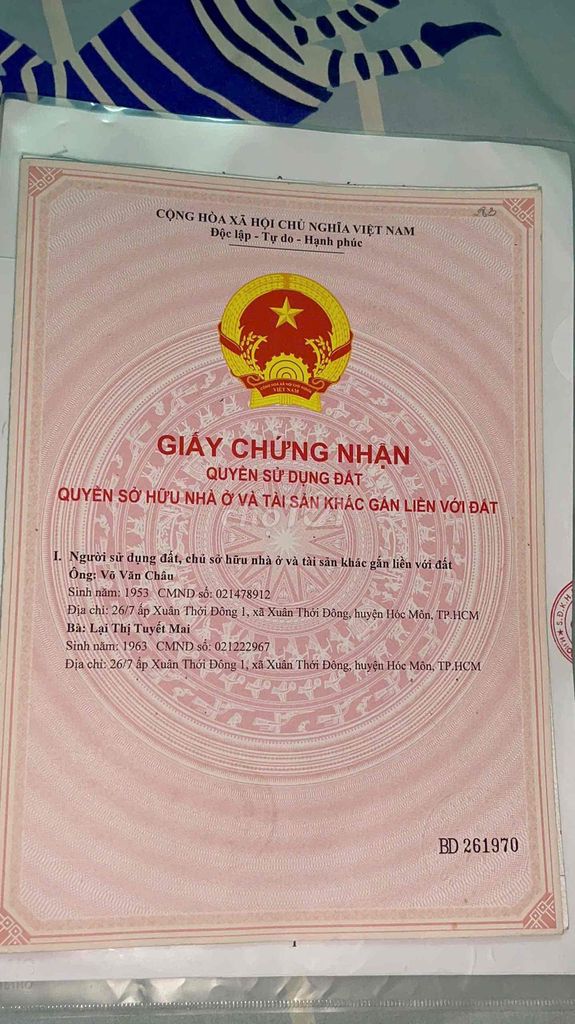 CỘNG HÒA XÃ HỘI CHỦ NGHĨA VIỆT NAM
Độc lập - Tự do - Hạnh phúc
VIỆT NAM
GIẤY CHỨNG NHẬN
QUYỀN SỬ DỤNG ĐẤT
QUYỀN SỞ HỮU NHÀ Ở VÀ TÀI SẢN KHÁC GẮN LIỀN VỚI ĐẤT
I. Người sử dụng đất, chủ sở hữu nhà ở và tài sản khác gắn liền với đất
Ông: Võ Văn Châu
Sinh năm: 1953 CMND số: 021478912
Địa chỉ: 26/7 ấp Xuân Thới Đông 1, xã Xuân Thới Đông, huyện Hóc Môn, TP.HCM
Bà: Lại Thị Tuyết Mai
Sinh năm: 1963 CMND số: 021222967
Địa chỉ: 26/7 ấp Xuân Thới Đông 1, xã Xuân Thới Đông, huyện Hóc Môn, TP.HCM
S.Đ.K.H
BD 261970